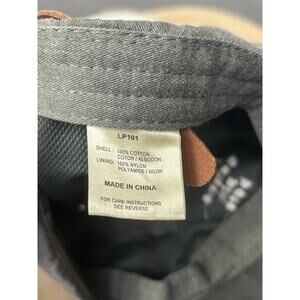 LP101
SHELL: 100% COTTON
COTON / ALGODON
LINING: 100% NYLON
POLYAMIDE / NILON
MADE IN CHINA
FOR CARE INSTRUCTIONS
SEE REVERSE